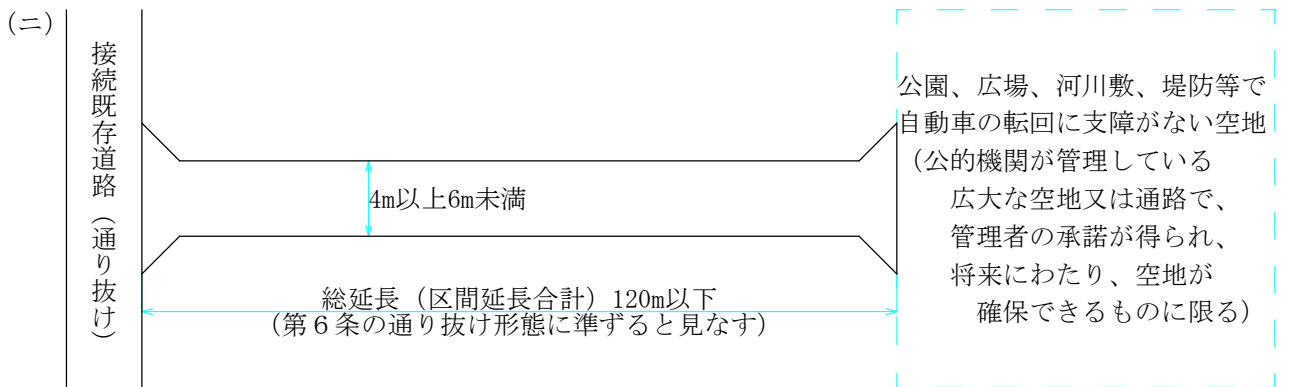 (ニ)
接続既存道路(通り抜け)
公園、広場、河川敷、堤防等で
自動車の転回に支障がない空地
(公的機関が管理している
広大な空地又は通路で、
管理者の承諾が得られ、
将来にわたり、空地が
確保できるものに限る)
4m以上6m未満
総延長(区間延長合計)120m以下
(第6条の通り抜け形態に準ずると見なす)